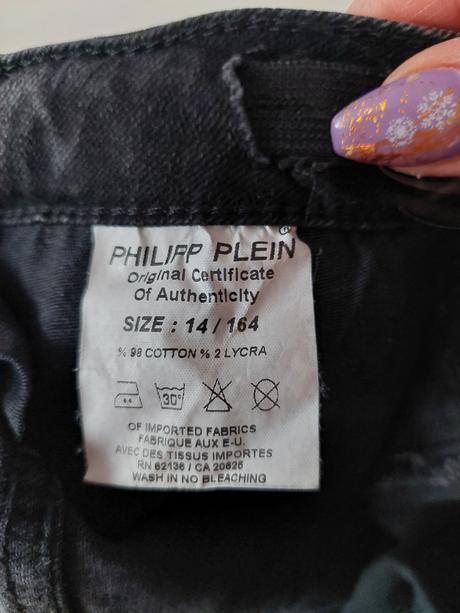 PHILIPP PLEIN
Original Certificate
Of Authenticity
SIZE : 14 / 164
% 98 COTTON % 2 LYCRA
30°
OF IMPORTED FABRICS
FABRIQUE AUX E-U.
AVEC DES TISSUS IMPORTES
RN 62136 / CA 20625
WASH IN NO BLEACHING